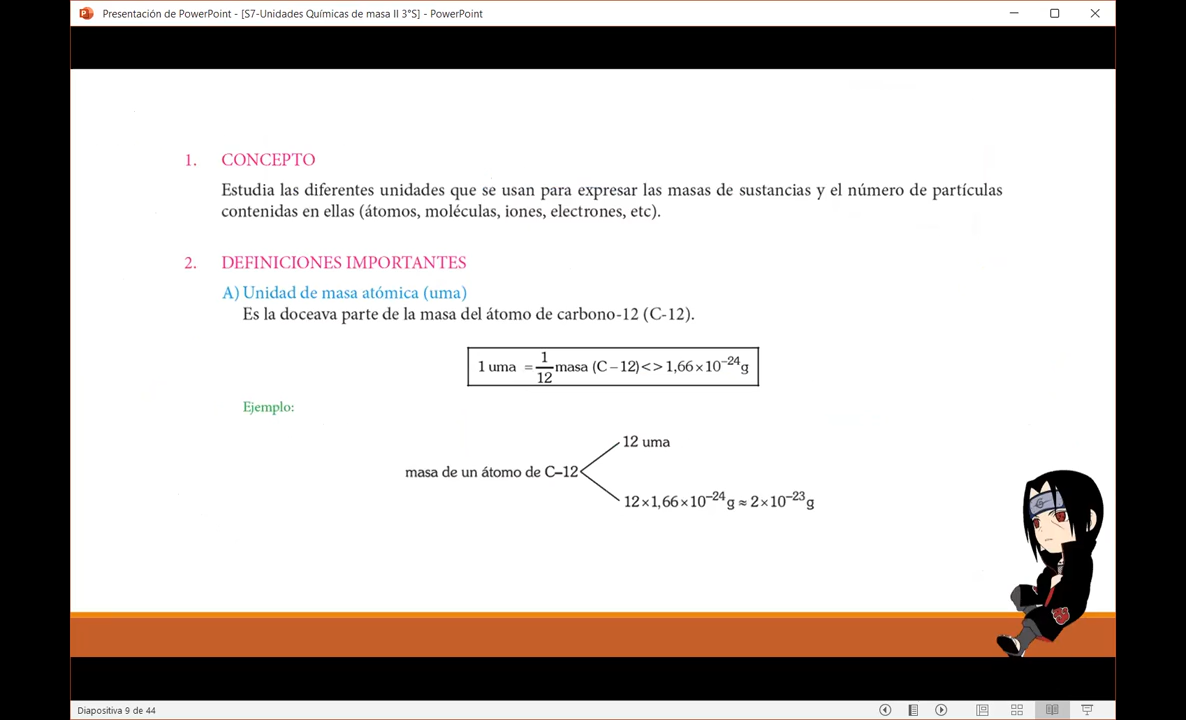 Presentación de PowerPoint - [S7-Unidades Químicas de masa II 3°S] - PowerPoint
1. CONCEPTO
Estudia las diferentes unidades que se usan para expresar las masas de sustancias y el número de partículas
contenidas en ellas (átomos, moléculas, iones, electrones, etc).
2. DEFINICIONES IMPORTANTES
A) Unidad de masa atómica (uma)
Es la doceava parte de la masa del átomo de carbono-12 (C-12).
1 uma = 1/12 masa (C – 12) <> 1,66×10⁻²⁴g
Ejemplo:
12 uma
masa de un átomo de C–12
12×1,66×10⁻²⁴g ≈ 2×10⁻²³g
Diapositiva 9 de 44